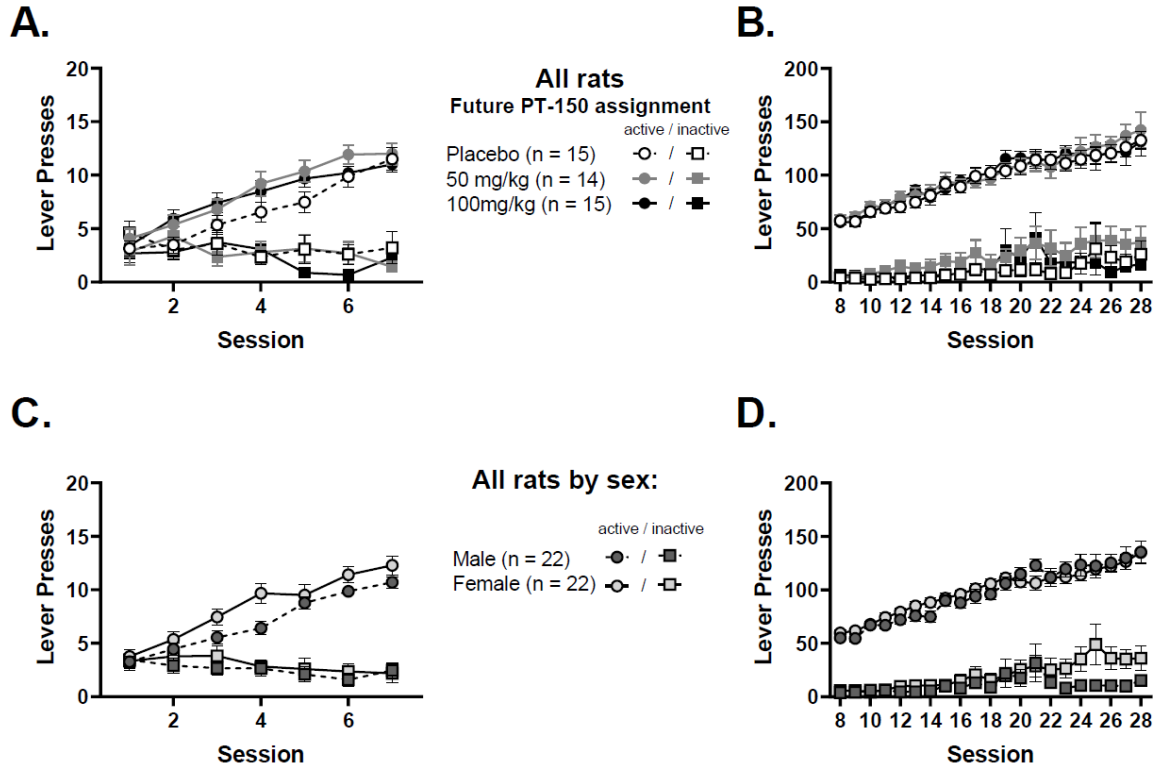 A.
B.
20
15
10
5
0
Lever Presses
2 4 6
Session
All rats
Future PT-150 assignment
active / inactive
Placebo (n = 15) /
50 mg/kg (n = 14) /
100mg/kg (n = 15) /
200
150
100
50
0
Lever Presses
8 10 12 14 16 18 20 22 24 26 28
Session
C.
D.
20
15
10
5
0
Lever Presses
2 4 6
Session
All rats by sex:
active / inactive
Male (n = 22) /
Female (n = 22) /
200
150
100
50
0
Lever Presses
8 10 12 14 16 18 20 22 24 26 28
Session